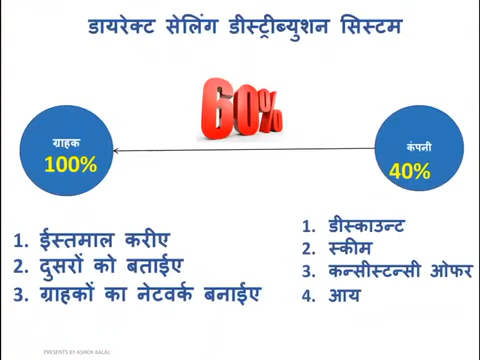 डायरेक्ट सेलिंग डीस्ट्रीब्युशन सिस्टम
60%
ग्राहक
100%
कंपनी
40%
1. ईस्तमाल करीए
2. दुसरों को बताईए
3. ग्राहकों का नेटवर्क बनाईए
1. डीस्काउन्ट
2. स्कीम
3. कन्सीस्टन्सी ओफर
4. आय
PRESENTS BY ASHOK KALAL